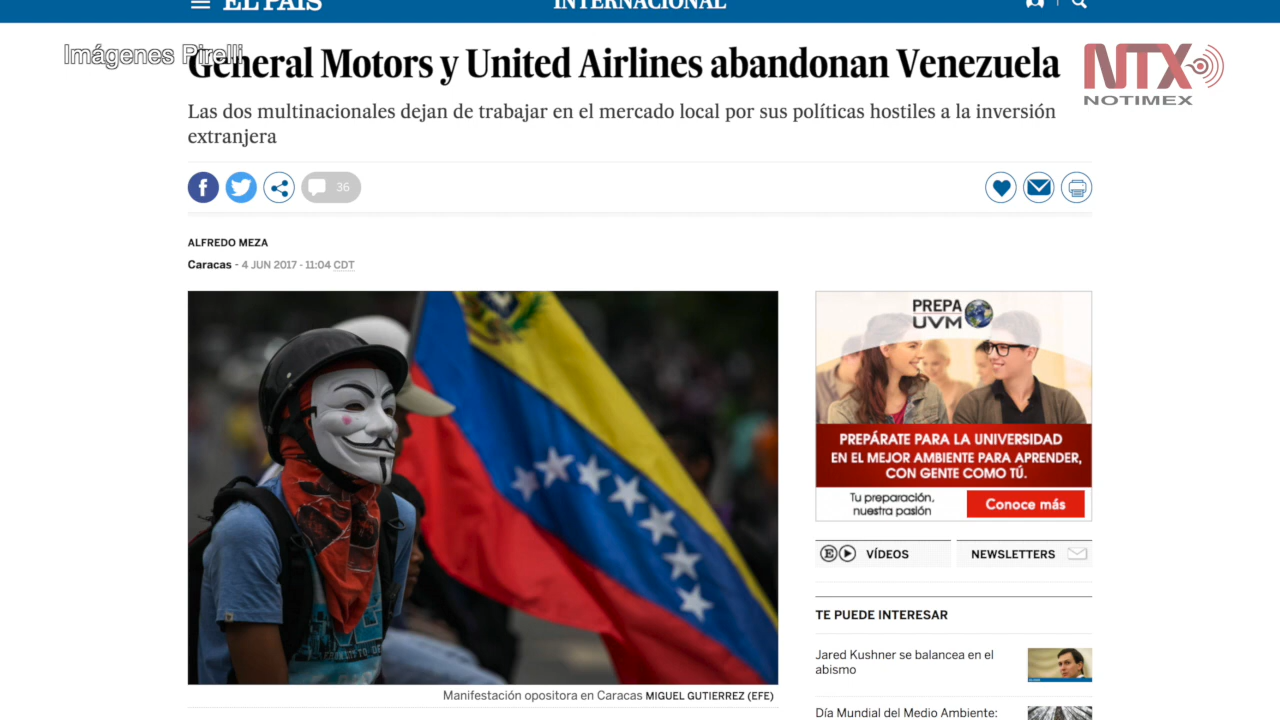 EL PAÍS
INTERNACIONAL
Imágenes Pirelli
General Motors y United Airlines abandonan Venezuela
NTX
NOTIMEX
Las dos multinacionales dejan de trabajar en el mercado local por sus políticas hostiles a la inversión
extranjera
36
ALFREDO MEZA
Caracas - 4 JUN 2017 - 11:04 CDT
PREPA
UVM
PREPÁRATE PARA LA UNIVERSIDAD
EN EL MEJOR AMBIENTE PARA APRENDER,
CON GENTE COMO TÚ.
Tu preparación,
nuestra pasión
Conoce más
VÍDEOS
NEWSLETTERS
TE PUEDE INTERESAR
Jared Kushner se balancea en el
abismo
Día Mundial del Medio Ambiente:
Manifestación opositora en Caracas MIGUEL GUTIERREZ (EFE)